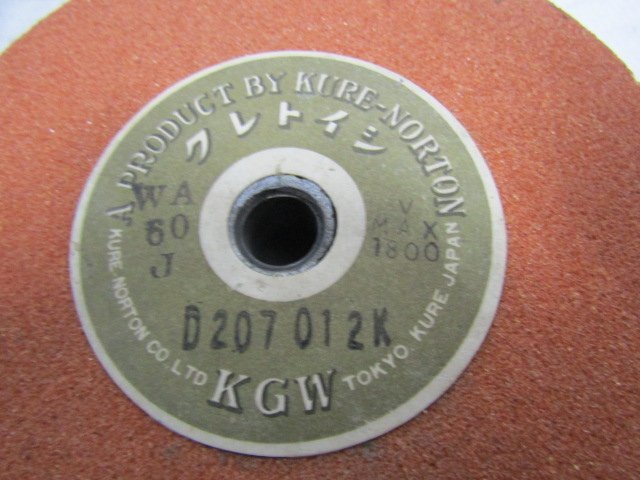 A PRODUCT BY KURE-NORTON
クレトイシ
WA
60
J
V
MAX
1800
D207 012K
KURE NORTON CO., LTD
KGW
TOKYO. KURE JAPAN